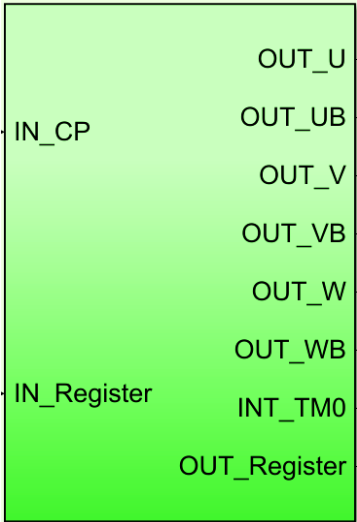 OUT_U
OUT_UB
IN_CP
OUT_V
OUT_VB
OUT_W
OUT_WB
IN_Register
INT_TM0
OUT_Register